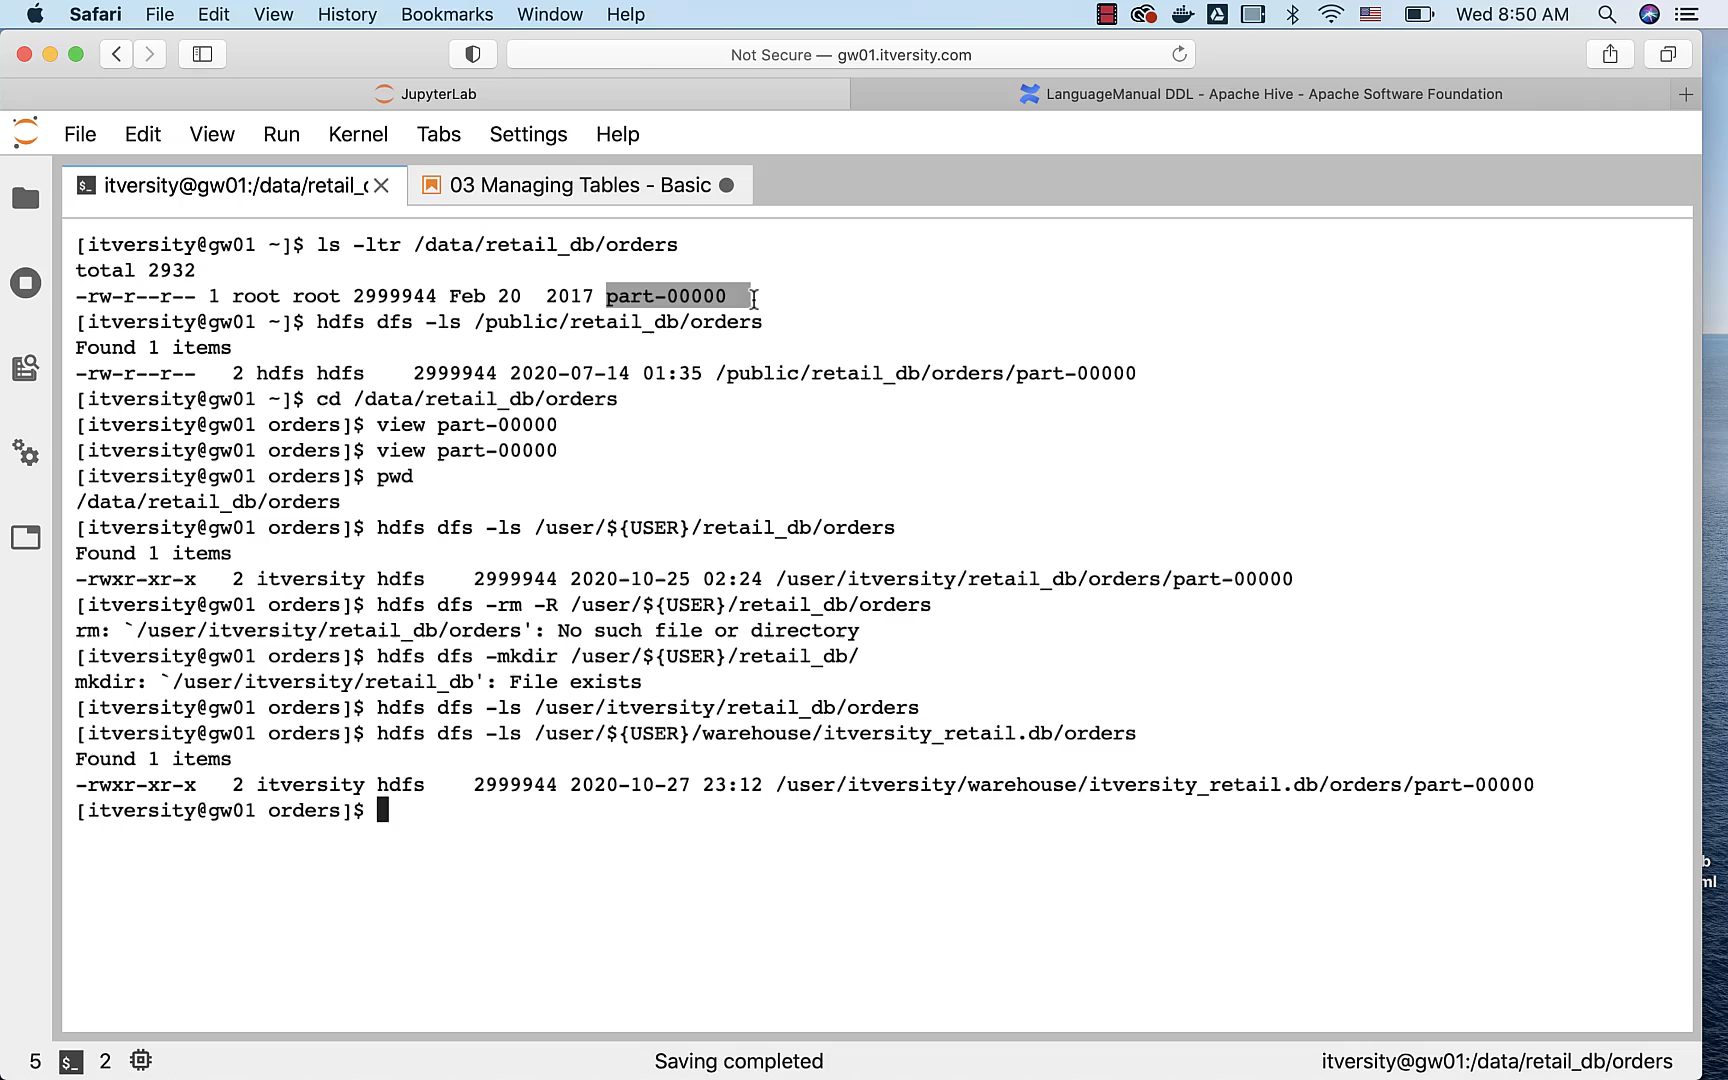 Safari File Edit View History Bookmarks Window Help Wed 8:50 AM
Not Secure — gw01.itversity.com
JupyterLab LanguageManual DDL - Apache Hive - Apache Software Foundation
File Edit View Run Kernel Tabs Settings Help
itversity@gw01:/data/retail_ 03 Managing Tables - Basic
[itversity@gw01 ~]$ ls -ltr /data/retail_db/orders
total 2932
-rw-r--r-- 1 root root 2999944 Feb 20  2017 part-00000
[itversity@gw01 ~]$ hdfs dfs -ls /public/retail_db/orders
Found 1 items
-rw-r--r--   2 hdfs hdfs    2999944 2020-07-14 01:35 /public/retail_db/orders/part-00000
[itversity@gw01 ~]$ cd /data/retail_db/orders
[itversity@gw01 orders]$ view part-00000
[itversity@gw01 orders]$ view part-00000
[itversity@gw01 orders]$ pwd
/data/retail_db/orders
[itversity@gw01 orders]$ hdfs dfs -ls /user/${USER}/retail_db/orders
Found 1 items
-rwxr-xr-x   2 itversity hdfs    2999944 2020-10-25 02:24 /user/itversity/retail_db/orders/part-00000
[itversity@gw01 orders]$ hdfs dfs -rm -R /user/${USER}/retail_db/orders
rm: `/user/itversity/retail_db/orders': No such file or directory
[itversity@gw01 orders]$ hdfs dfs -mkdir /user/${USER}/retail_db/
mkdir: `/user/itversity/retail_db': File exists
[itversity@gw01 orders]$ hdfs dfs -ls /user/itversity/retail_db/orders
[itversity@gw01 orders]$ hdfs dfs -ls /user/${USER}/warehouse/itversity_retail.db/orders
Found 1 items
-rwxr-xr-x   2 itversity hdfs    2999944 2020-10-27 23:12 /user/itversity/warehouse/itversity_retail.db/orders/part-00000
[itversity@gw01 orders]$
5 $_ 2 Saving completed itversity@gw01:/data/retail_db/orders